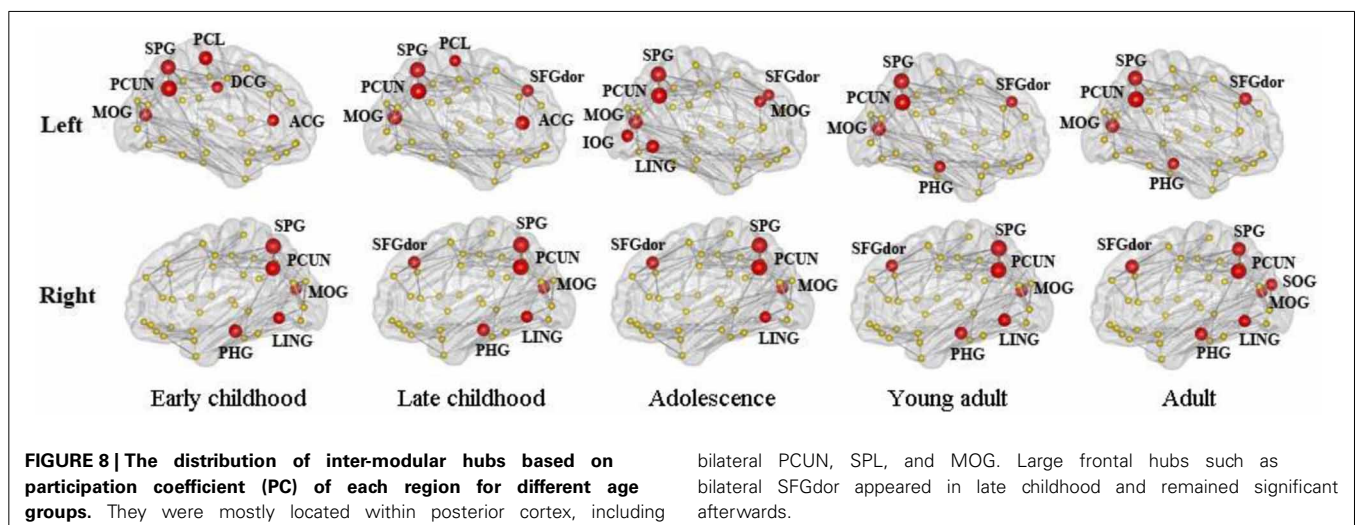 SPG PCL
PCUN DCG
MOG
ACG
SPG PCL
PCUN SFGdor
MOG ACG
SPG
SFGdor
PCUN
MOG MOG
IOG
LING
SPG
SFGdor
PCUN
MOG
PHG
SPG
SFGdor
PCUN
MOG
PHG
Left
SPG
PCUN
MOG
LING
PHG
SPG
SFGdor
PCUN
MOG
LING
PHG
SPG
SFGdor
PCUN
MOG
LING
SPG
SFGdor
PCUN
MOG
LING
PHG
SPG
SFGdor
PCUN
SOG
MOG
LING
PHG
Right
Early childhood Late childhood Adolescence Young adult Adult
FIGURE 8 | The distribution of inter-modular hubs based on
participation coefficient (PC) of each region for different age
groups. They were mostly located within posterior cortex, including
bilateral PCUN, SPL, and MOG. Large frontal hubs such as
bilateral SFGdor appeared in late childhood and remained significant
afterwards.